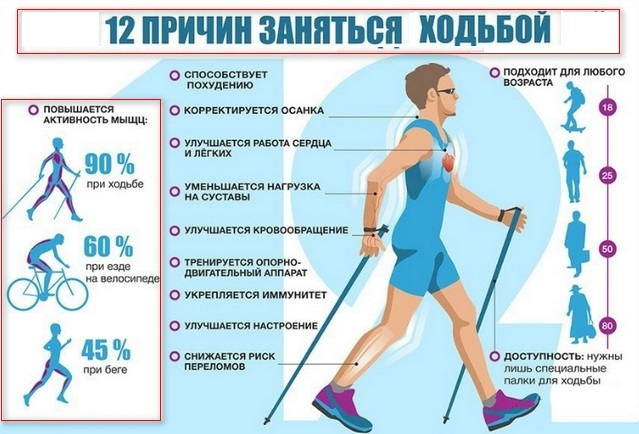 12 ПРИЧИН ЗАНЯТЬСЯ ХОДЬБОЙ
ПОВЫШАЕТСЯ
АКТИВНОСТЬ МЫЩЦ:
90 %
при ходьбе
60 %
при езде
на велосипеде
45 %
при беге
СПОСОБСТВУЕТ
ПОХУДЕНИЮ
КОРРЕКТИРУЕТСЯ ОСАНКА
УЛУЧШАЕТСЯ РАБОТА СЕРДЦА
И ЛЁГКИХ
УМЕНЬШАЕТСЯ НАГРУЗКА
НА СУСТАВЫ
УЛУЧШАЕТСЯ КРОВООБРАЩЕНИЕ
ТРЕНИРУЕТСЯ ОПОРНО-
ДВИГАТЕЛЬНЫЙ АППАРАТ
УКРЕПЛЯЕТСЯ ИММУНИТЕТ
УЛУЧШАЕТСЯ НАСТРОЕНИЕ
СНИЖАЕТСЯ РИСК
ПЕРЕЛОМОВ
ПОДХОДИТ ДЛЯ ЛЮБОГО
ВОЗРАСТА
18
25
50
80
ДОСТУПНОСТЬ: нужны
лишь специальные
палки для ходьбы